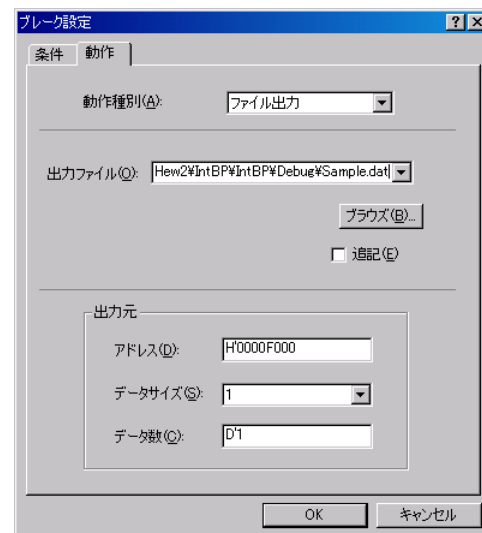 ブレーク設定
条件 動作
動作種別(A): ファイル出力
出力ファイル(O): Hew2¥IntBP¥IntBP¥Debug¥Sample.dat
ブラウズ(B)...
追記(E)
出力元
アドレス(D): H'0000F000
データサイズ(S): 1
データ数(C): D'1
OK キャンセル